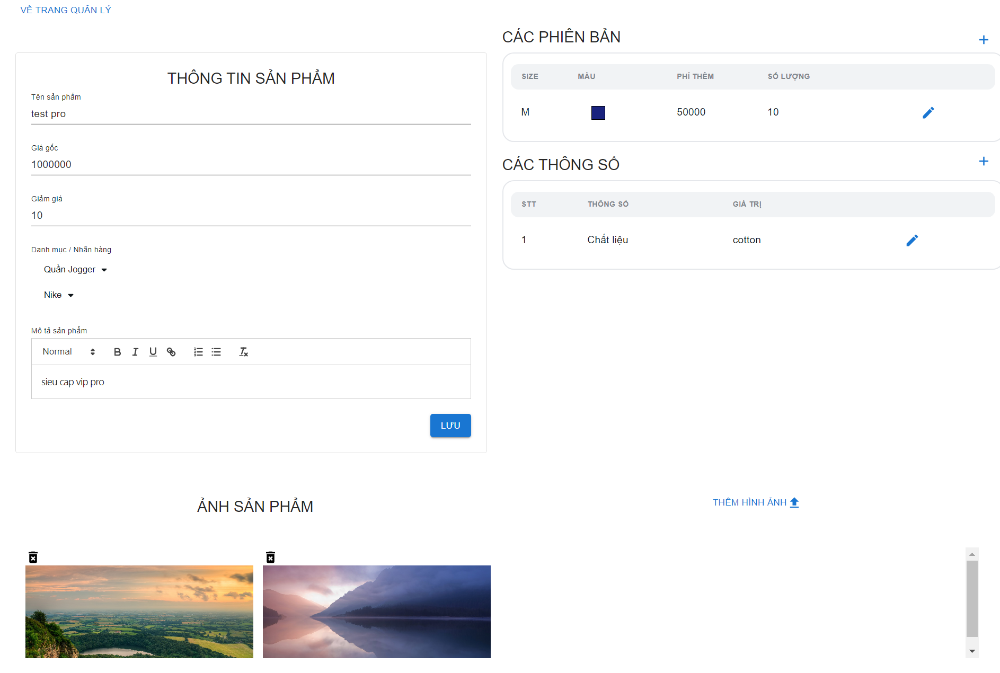 VỀ TRANG QUẢN LÝ
THÔNG TIN SẢN PHẨM
Tên sản phẩm
test pro
Giá gốc
1000000
Giảm giá
10
Danh mục / Nhãn hàng
Quần Jogger
Nike
Mô tả sản phẩm
Normal
sieu cap vip pro
LƯU
CÁC PHIÊN BẢN
SIZE MÀU PHÍ THÊM SỐ LƯỢNG
M 50000 10
CÁC THÔNG SỐ
STT THÔNG SỐ GIÁ TRỊ
1 Chất liệu cotton
ẢNH SẢN PHẨM
THÊM HÌNH ẢNH